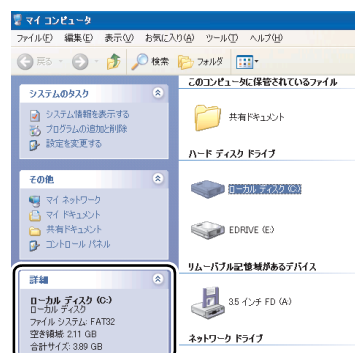 マイ コンピュータ
ファイル(F) 編集(E) 表示(V) お気に入り(A) ツール(T) ヘルプ(H)
戻る 検索 フォルダ
システムのタスク
システム情報を表示する
プログラムの追加と削除
設定を変更する
その他
マイ ネットワーク
マイ ドキュメント
共有ドキュメント
コントロール パネル
詳細
ローカル ディスク (C:)
ローカル ディスク
ファイル システム: FAT32
空き領域: 2.11 GB
合計サイズ: 3.89 GB
このコンピュータに保管されているファイル
共有ドキュメント
ハード ディスク ドライブ
ローカル ディスク (C:)
EDRIVE (E:)
リムーバブル記憶域があるデバイス
3.5 インチ FD (A:)
ネットワーク ドライブ